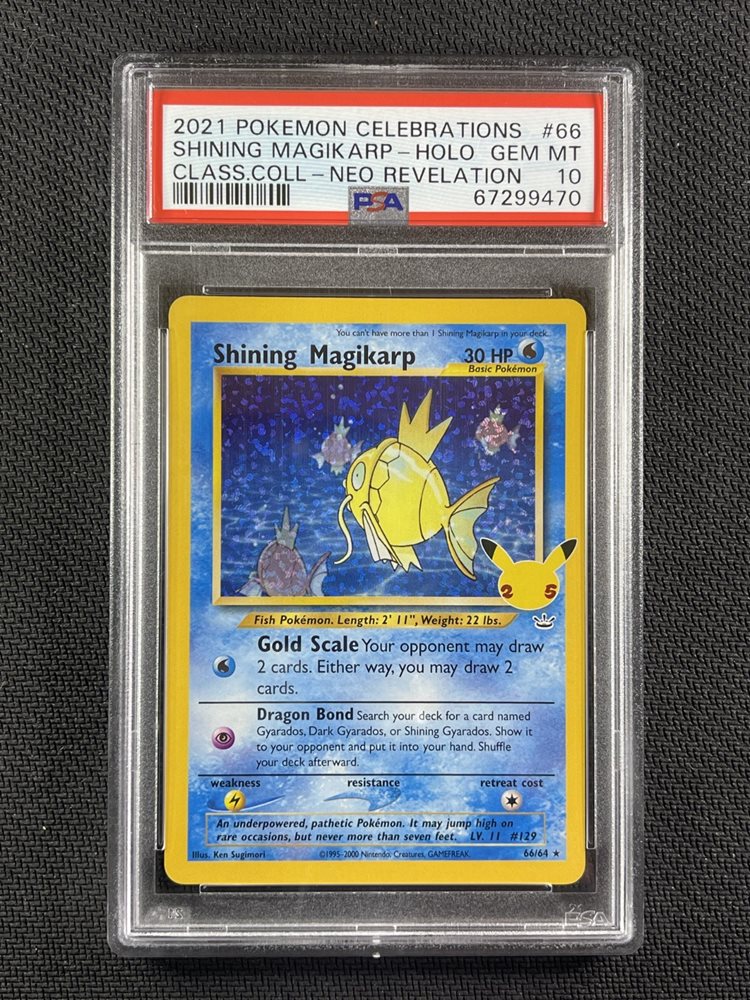 2021 POKEMON CELEBRATIONS #66
SHINING MAGIKARP-HOLO GEM MT
CLASS.COLL-NEO REVELATION 10
PSA 67299470
You can't have more than 1 Shining Magikarp in your deck.
Shining Magikarp 30 HP
Basic Pokémon
25
Fish Pokémon. Length: 2' 11", Weight: 22 lbs.
Gold Scale Your opponent may draw
2 cards. Either way, you may draw 2
cards.
Dragon Bond Search your deck for a card named
Gyarados, Dark Gyarados, or Shining Gyarados. Show it
to your opponent and put it into your hand. Shuffle
your deck afterward.
weakness resistance retreat cost
An underpowered, pathetic Pokémon. It may jump high on
rare occasions, but never more than seven feet. LV. 11 #129
Illus. Ken Sugimori ©1995-2000 Nintendo, Creatures, GAMEFREAK. 66/64 ★
PSA